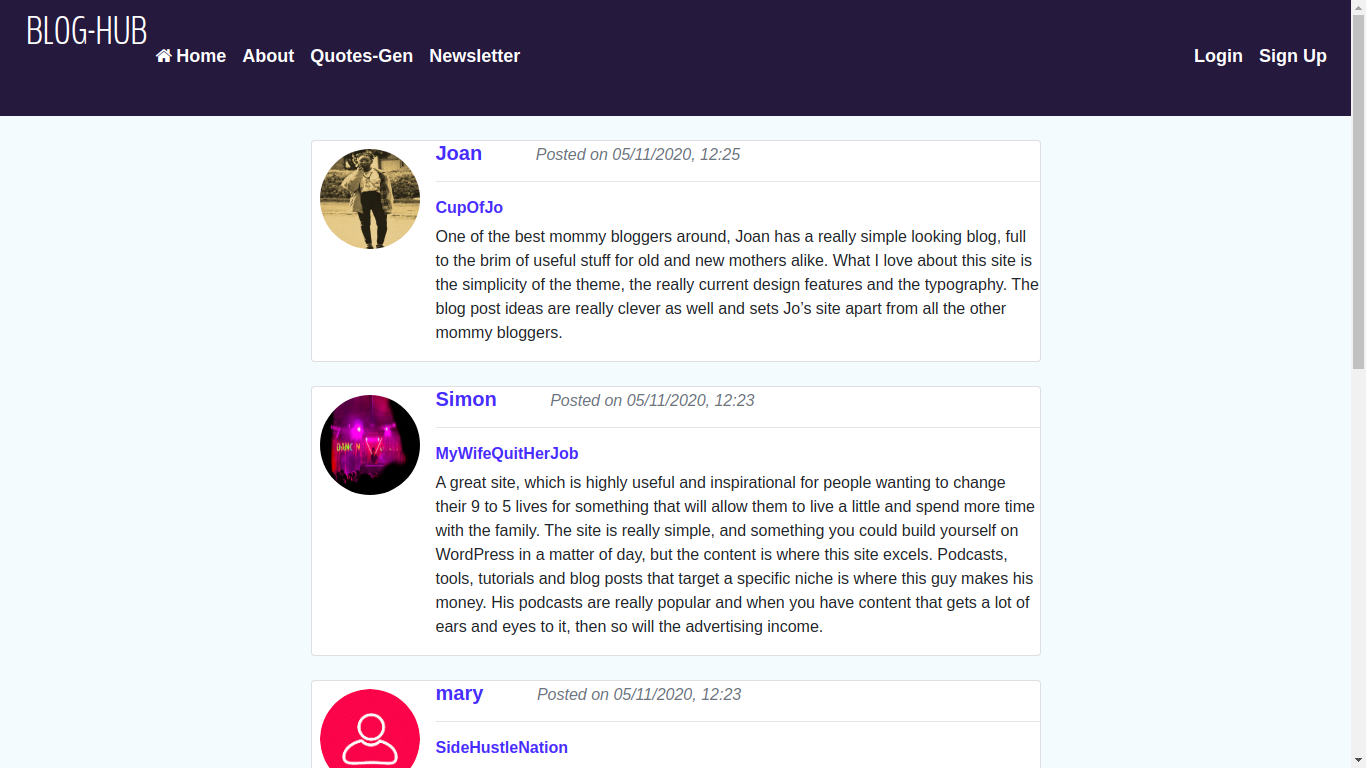 BLOG-HUB
Home About Quotes-Gen Newsletter Login Sign Up
Joan Posted on 05/11/2020, 12:25
CupOfJo
One of the best mommy bloggers around, Joan has a really simple looking blog, full
to the brim of useful stuff for old and new mothers alike. What I love about this site is
the simplicity of the theme, the really current design features and the typography. The
blog post ideas are really clever as well and sets Jo’s site apart from all the other
mommy bloggers.
Simon Posted on 05/11/2020, 12:23
MyWifeQuitHerJob
A great site, which is highly useful and inspirational for people wanting to change
their 9 to 5 lives for something that will allow them to live a little and spend more time
with the family. The site is really simple, and something you could build yourself on
WordPress in a matter of day, but the content is where this site excels. Podcasts,
tools, tutorials and blog posts that target a specific niche is where this guy makes his
money. His podcasts are really popular and when you have content that gets a lot of
ears and eyes to it, then so will the advertising income.
mary Posted on 05/11/2020, 12:23
SideHustleNation